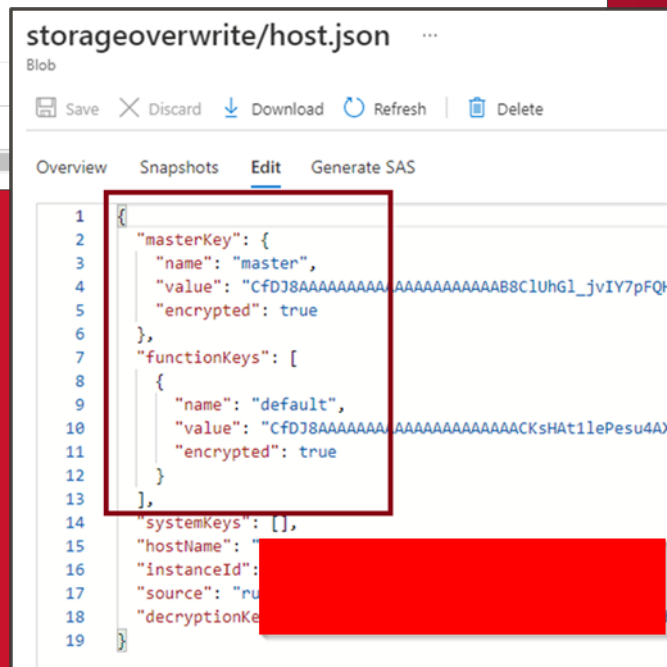 storageoverwrite/host.json ...
Blob
Save Discard Download Refresh Delete
Overview Snapshots Edit Generate SAS
1 {
2 "masterKey": {
3 "name": "master",
4 "value": "CfDJ8AAAAAAAAAAAAAAAAAAAAAB8ClUhGl_jvIY7pFQH
5 "encrypted": true
6 },
7 "functionKeys": [
8 {
9 "name": "default",
10 "value": "CfDJ8AAAAAAAAAAAAAAAAAAAAACKsHAt1lePesu4AX
11 "encrypted": true
12 }
13 ],
14 "systemKeys": [],
15 "hostName": "
16 "instanceId":
17 "source": "ru
18 "decryptionKe
19 }